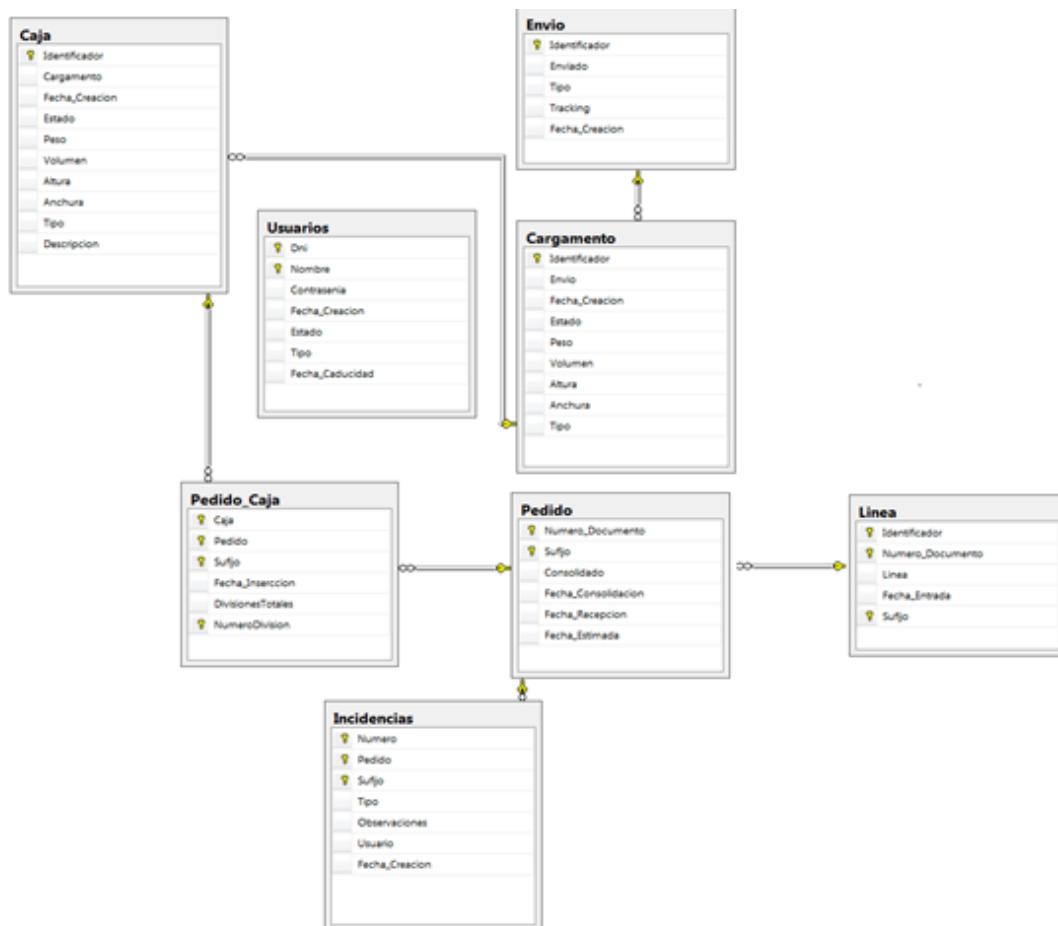 Caja
Identificador
Cargamento
Fecha_Creacion
Estado
Peso
Volumen
Altura
Anchura
Tipo
Descripcion
Envio
Identificador
Enviado
Tipo
Tracking
Fecha_Creacion
Usuarios
Dni
Nombre
Contrasenia
Fecha_Creacion
Estado
Tipo
Fecha_Caducidad
Cargamento
Identificador
Envio
Fecha_Creacion
Estado
Peso
Volumen
Altura
Anchura
Tipo
Pedido_Caja
Caja
Pedido
Sufijo
Fecha_Inserccion
DivisionesTotales
NumeroDivision
Pedido
Numero_Documento
Sufijo
Consolidado
Fecha_Consolidacion
Fecha_Recepcion
Fecha_Estimada
Linea
Identificador
Numero_Documento
Linea
Fecha_Entrada
Sufijo
Incidencias
Numero
Pedido
Sufijo
Tipo
Observaciones
Usuario
Fecha_Creacion